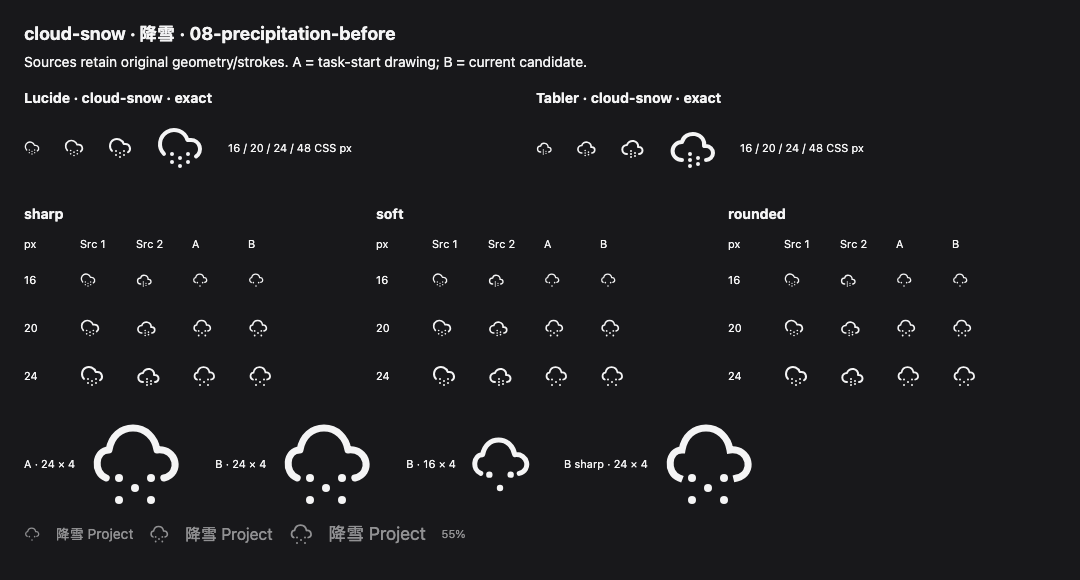 cloud-snow · 降雪 · 08-precipitation-before
Sources retain original geometry/strokes. A = task-start drawing; B = current candidate.
Lucide · cloud-snow · exact
Tabler · cloud-snow · exact
16 / 20 / 24 / 48 CSS px
16 / 20 / 24 / 48 CSS px
sharp
px Src 1 Src 2 A B
16
20
24
soft
px Src 1 Src 2 A B
16
20
24
rounded
px Src 1 Src 2 A B
16
20
24
A · 24 × 4
B · 24 × 4
B · 16 × 4
B sharp · 24 × 4
降雪 Project 降雪 Project 降雪 Project 55%